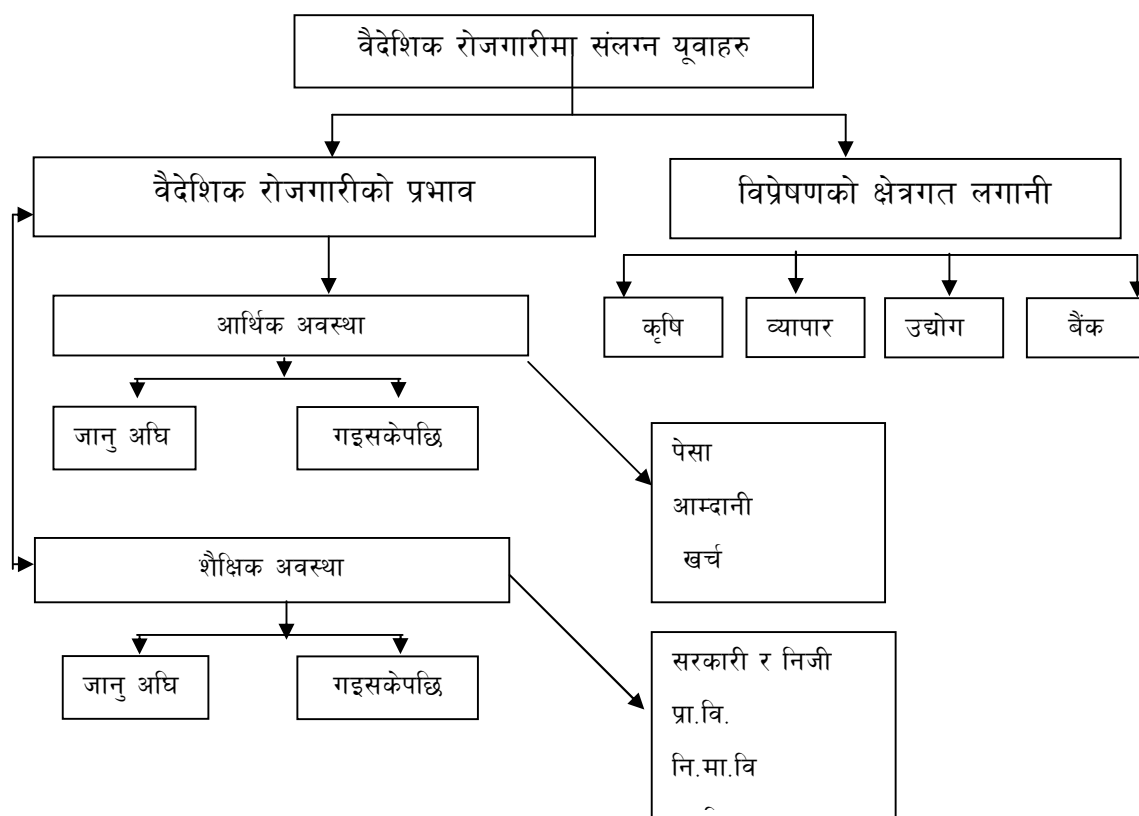 वैदेशिक रोजगारीमा संलग्न यूवाहरु
वैदेशिक रोजगारीको प्रभाव
विप्रेषणको क्षेत्रगत लगानी
आर्थिक अवस्था
कृषि
व्यापार
उद्योग
बैंक
जानु अघि
गइसकेपछि
पेसा
आम्दानी
खर्च
शैक्षिक अवस्था
जानु अघि
गइसकेपछि
सरकारी र निजी
प्रा.वि.
नि.मा.वि